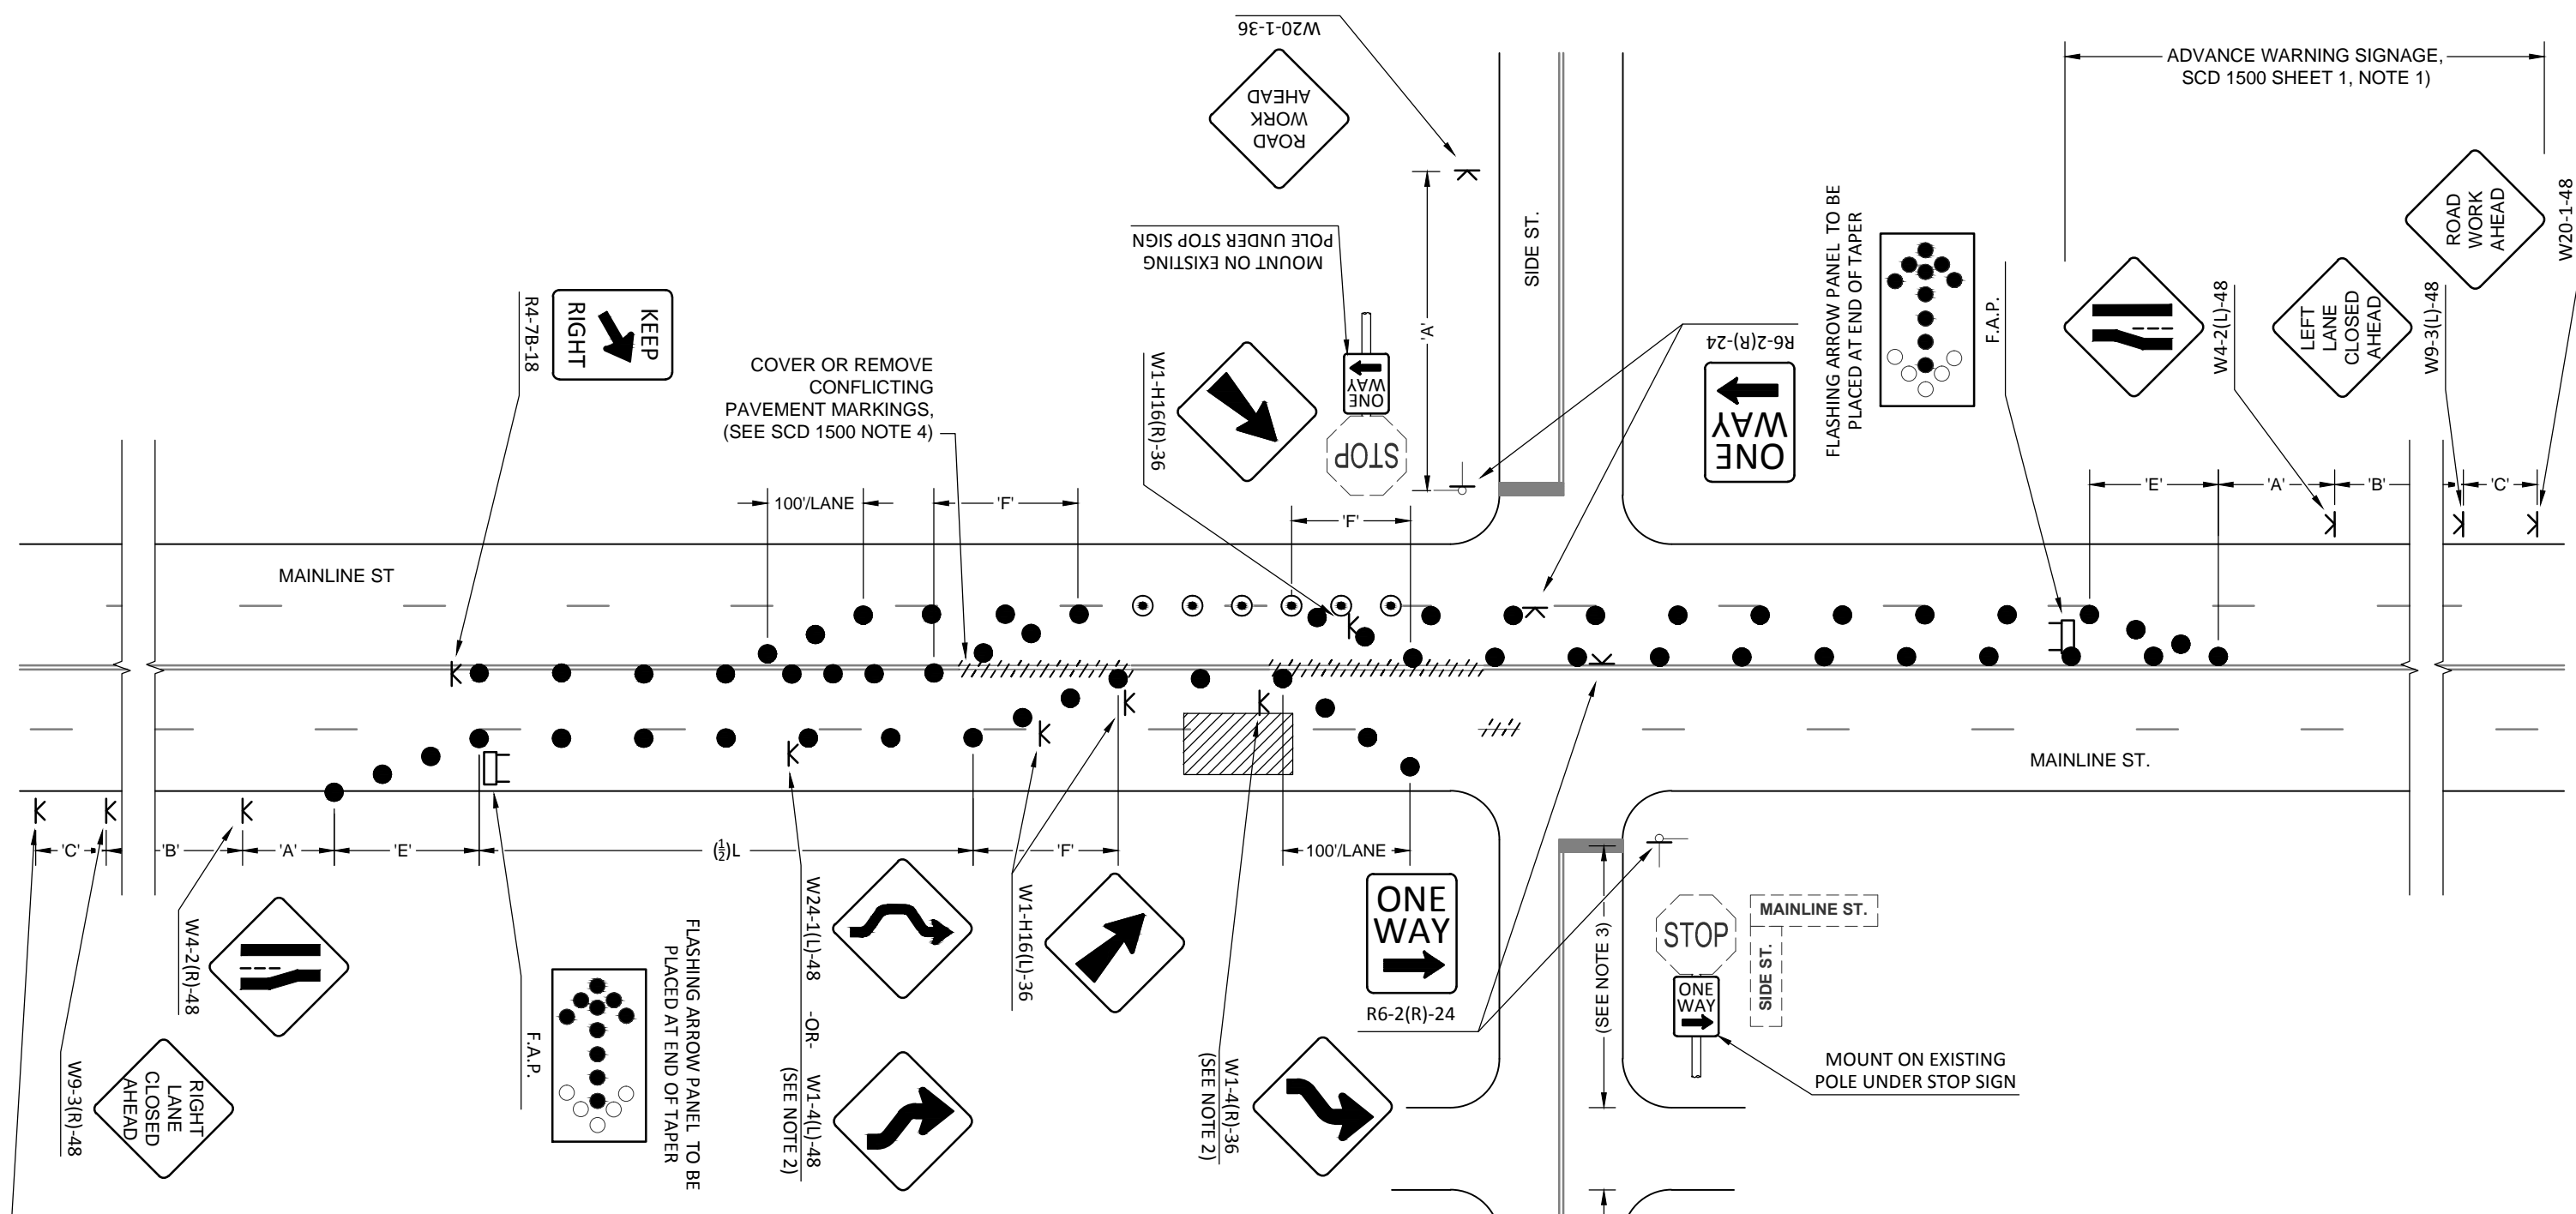 W20-1-36
ROAD
WORK
AHEAD
ADVANCE WARNING SIGNAGE,
SCD 1500 SHEET 1, NOTE 1)
MOUNT ON EXISTING
POLE UNDER STOP SIGN
'A'
SIDE ST.
R6-2(R)-24
ONE
WAY
FLASHING ARROW PANEL TO BE
PLACED AT END OF TAPER
F.A.P.
W4-2(L)-48
LEFT
LANE
CLOSED
AHEAD
W9-3(L)-48
ROAD
WORK
AHEAD
W20-1-48
R4-7B-18
KEEP
RIGHT
COVER OR REMOVE
CONFLICTING
PAVEMENT MARKINGS,
(SEE SCD 1500 NOTE 4)
W1-H16(R)-36
STOP
ONE
WAY
100'/LANE
'F'
'F'
'E'
'A'
'B'
'C'
MAINLINE ST
MAINLINE ST.
'C'
'B'
'A'
'E'
(½)L
'F'
100'/LANE
W9-3(R)-48
RIGHT
LANE
CLOSED
AHEAD
W4-2(R)-48
F.A.P.
FLASHING ARROW PANEL TO BE
PLACED AT END OF TAPER
W24-1(L)-48 -OR- W1-4(L)-48
(SEE NOTE 2)
W1-H16(L)-36
W1-4(R)-36
(SEE NOTE 2)
ONE
WAY
R6-2(R)-24
(SEE NOTE 3)
STOP
MAINLINE ST.
SIDE ST.
ONE
WAY
MOUNT ON EXISTING
POLE UNDER STOP SIGN